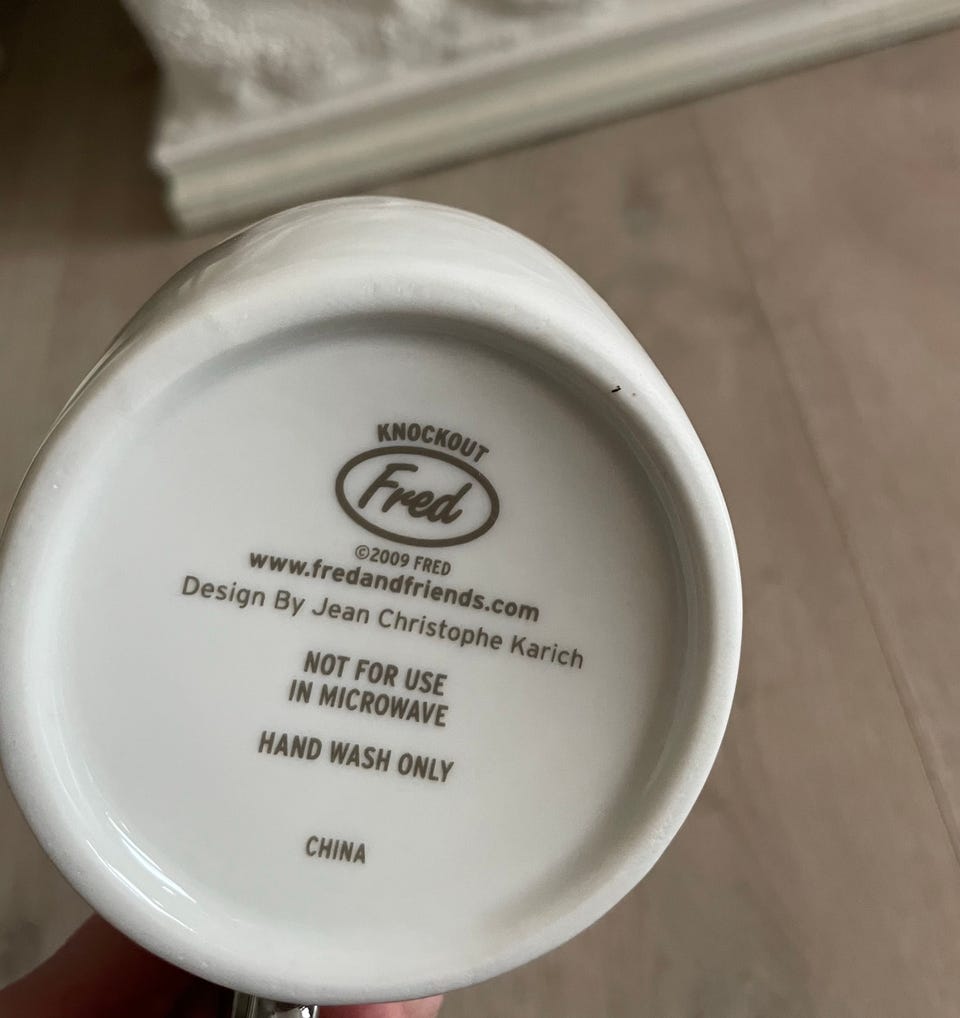 KNOCKOUT
Fred
©2009 FRED
www.fredandfriends.com
Design By Jean Christophe Karich
NOT FOR USE
IN MICROWAVE
HAND WASH ONLY
CHINA